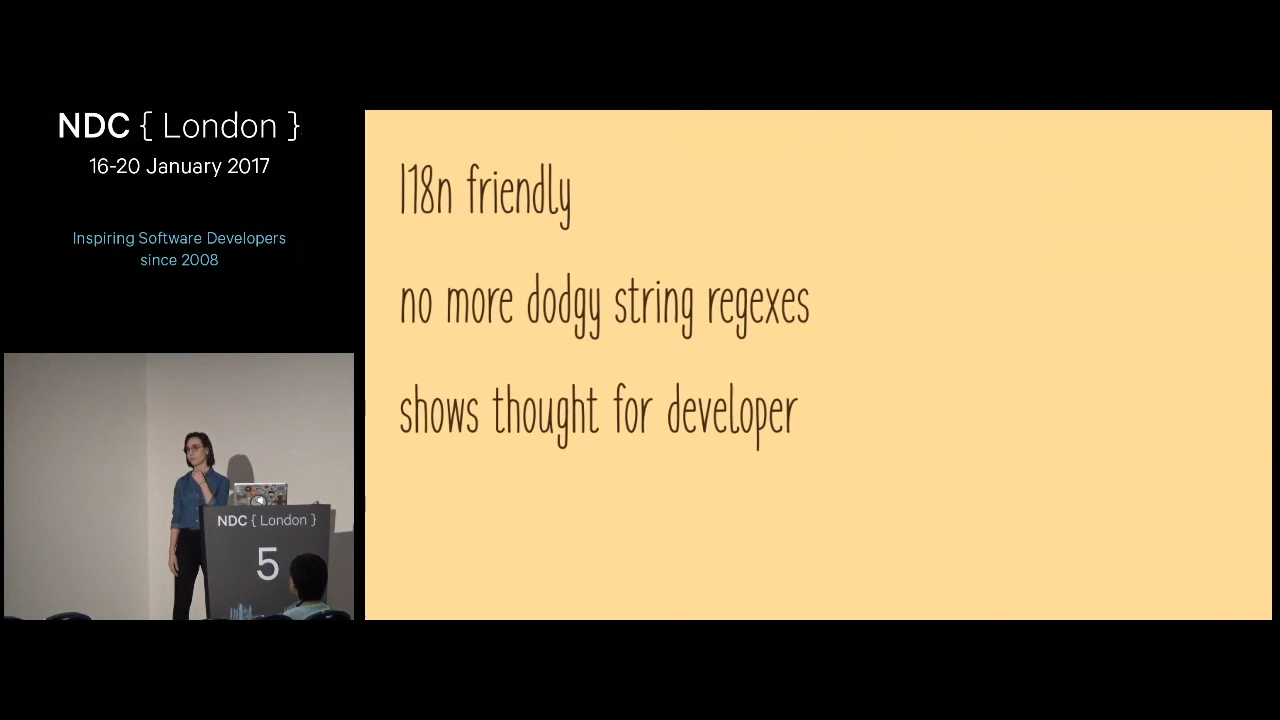 NDC { London }
16-20 January 2017
Inspiring Software Developers
since 2008
I18n friendly
no more dodgy string regexes
shows thought for developer
NDC { London }
5